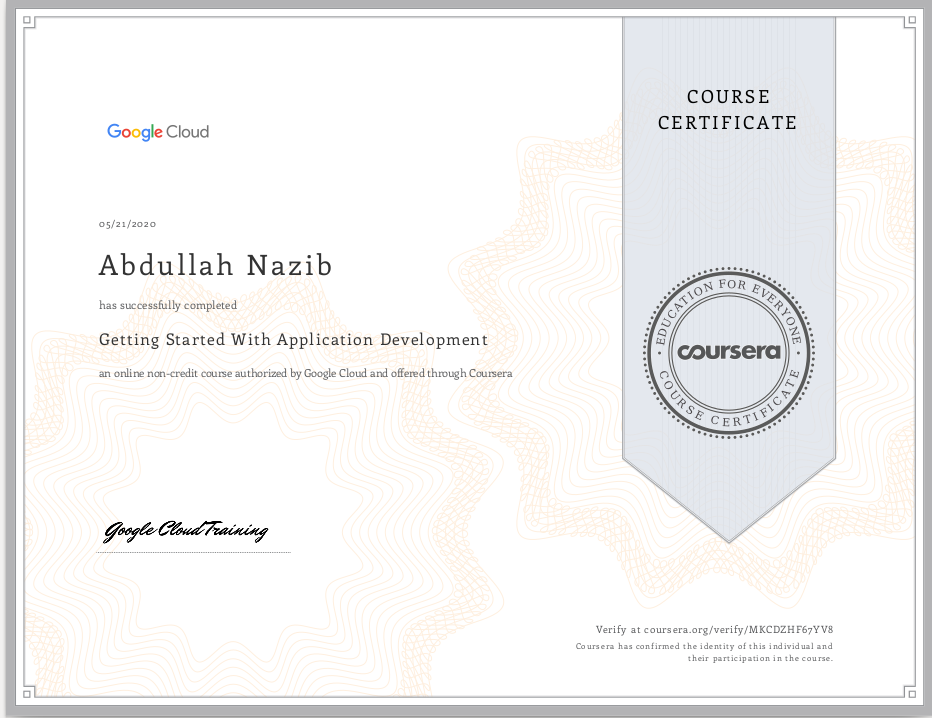 COURSE
CERTIFICATE
Google Cloud
05/21/2020
Abdullah Nazib
has successfully completed
Getting Started With Application Development
an online non-credit course authorized by Google Cloud and offered through Coursera
EDUCATION FOR EVERYONE
coursera
COURSE CERTIFICATE
Google Cloud Training
Verify at coursera.org/verify/MKCDZHF67YV8
Coursera has confirmed the identity of this individual and
their participation in the course.